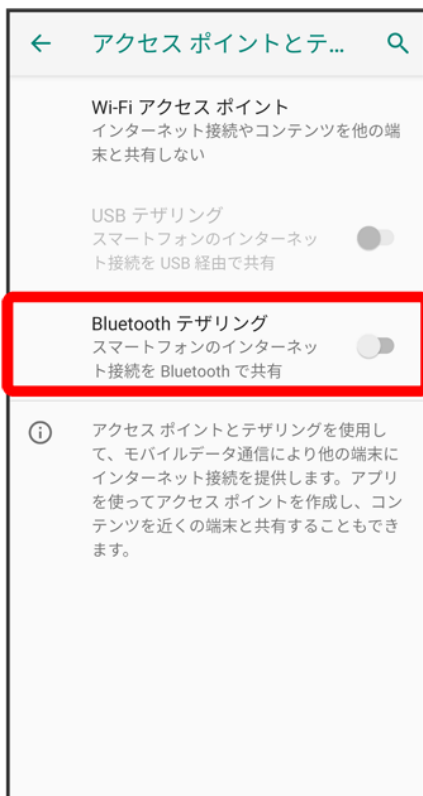 アクセス ポイントとテ...
Wi-Fi アクセス ポイント
インターネット接続やコンテンツを他の端
末と共有しない
USB テザリング
スマートフォンのインターネッ
ト接続を USB 経由で共有
Bluetooth テザリング
スマートフォンのインターネッ
ト接続を Bluetooth で共有
アクセス ポイントとテザリングを使用し
て、モバイルデータ通信により他の端末に
インターネット接続を提供します。アプリ
を使ってアクセス ポイントを作成し、コン
テンツを近くの端末と共有することもでき
ます。